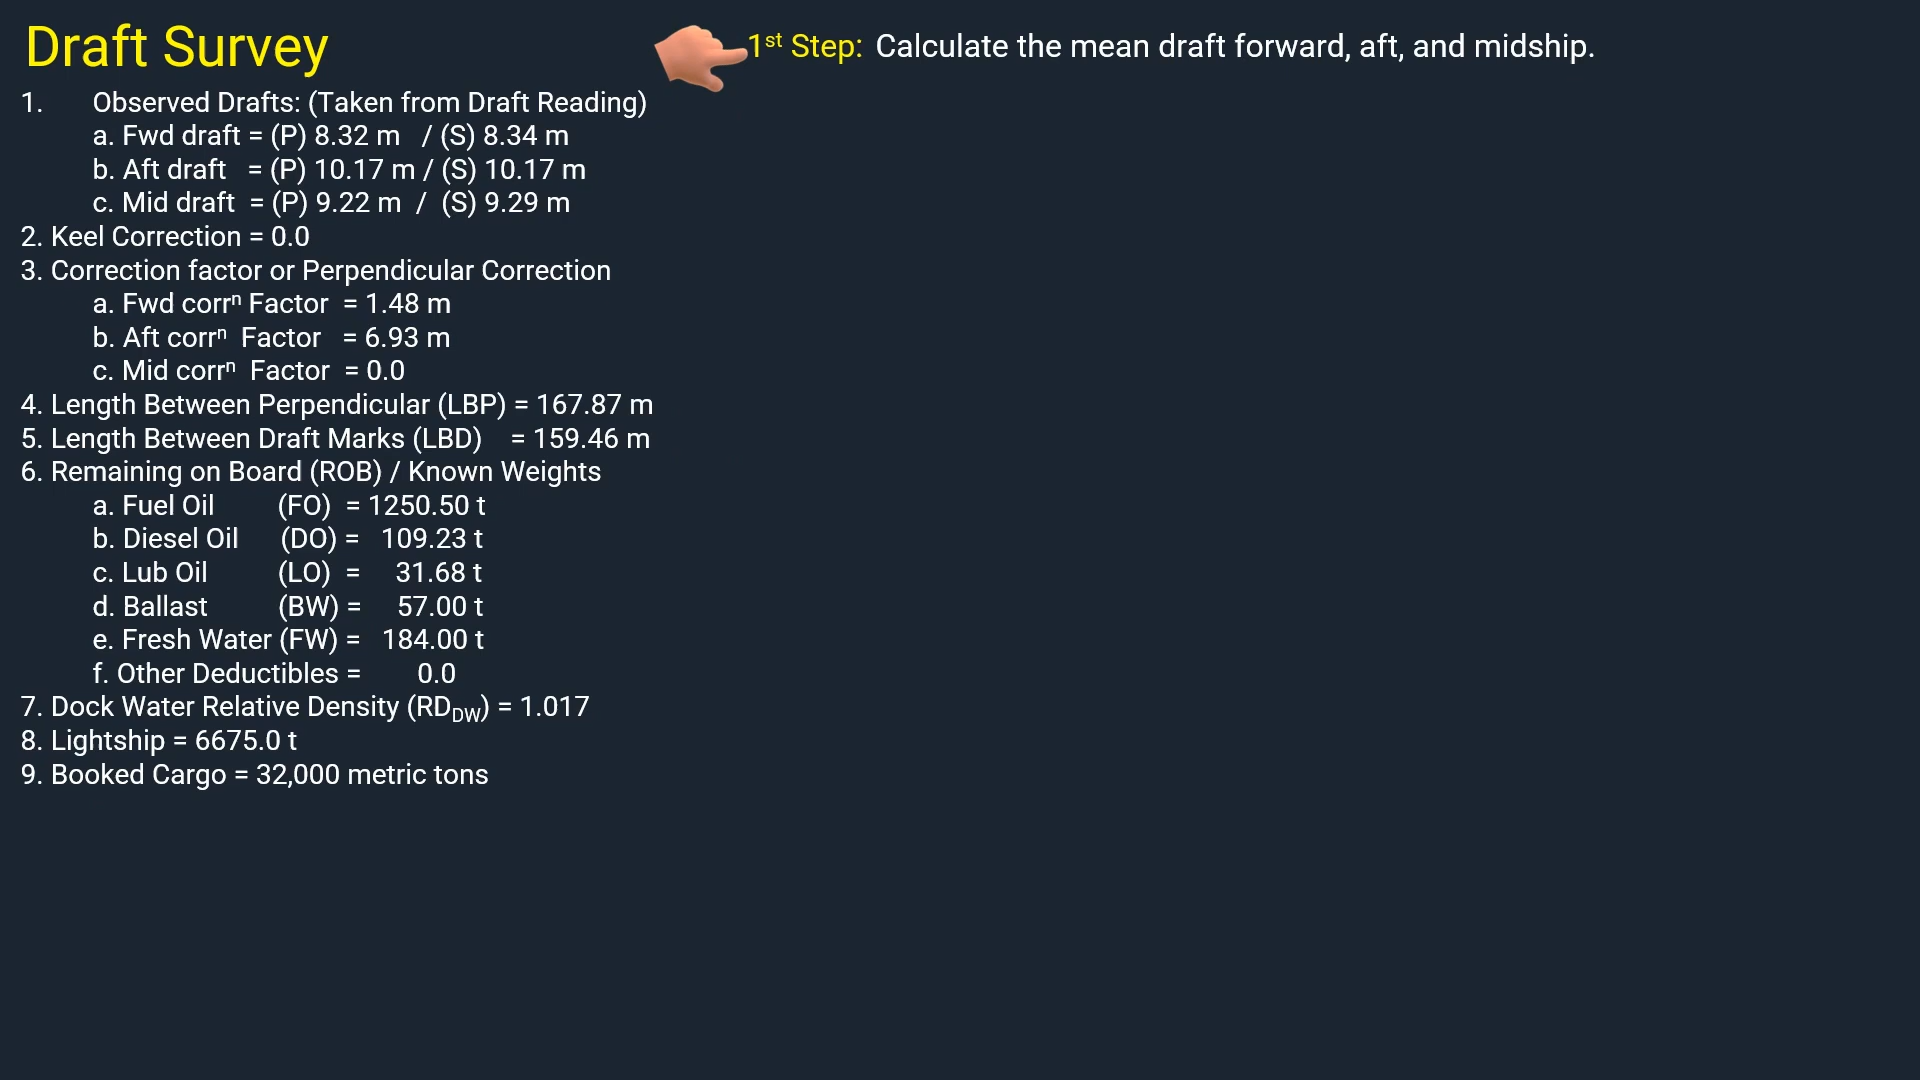 Draft Survey
1st Step: Calculate the mean draft forward, aft, and midship.
1. Observed Drafts: (Taken from Draft Reading)
a. Fwd draft = (P) 8.32 m / (S) 8.34 m
b. Aft draft = (P) 10.17 m / (S) 10.17 m
c. Mid draft = (P) 9.22 m / (S) 9.29 m
2. Keel Correction = 0.0
3. Correction factor or Perpendicular Correction
a. Fwd corrⁿ Factor = 1.48 m
b. Aft corrⁿ Factor = 6.93 m
c. Mid corrⁿ Factor = 0.0
4. Length Between Perpendicular (LBP) = 167.87 m
5. Length Between Draft Marks (LBD) = 159.46 m
6. Remaining on Board (ROB) / Known Weights
a. Fuel Oil (FO) = 1250.50 t
b. Diesel Oil (DO) = 109.23 t
c. Lub Oil (LO) = 31.68 t
d. Ballast (BW) = 57.00 t
e. Fresh Water (FW) = 184.00 t
f. Other Deductibles = 0.0
7. Dock Water Relative Density (RDDW) = 1.017
8. Lightship = 6675.0 t
9. Booked Cargo = 32,000 metric tons